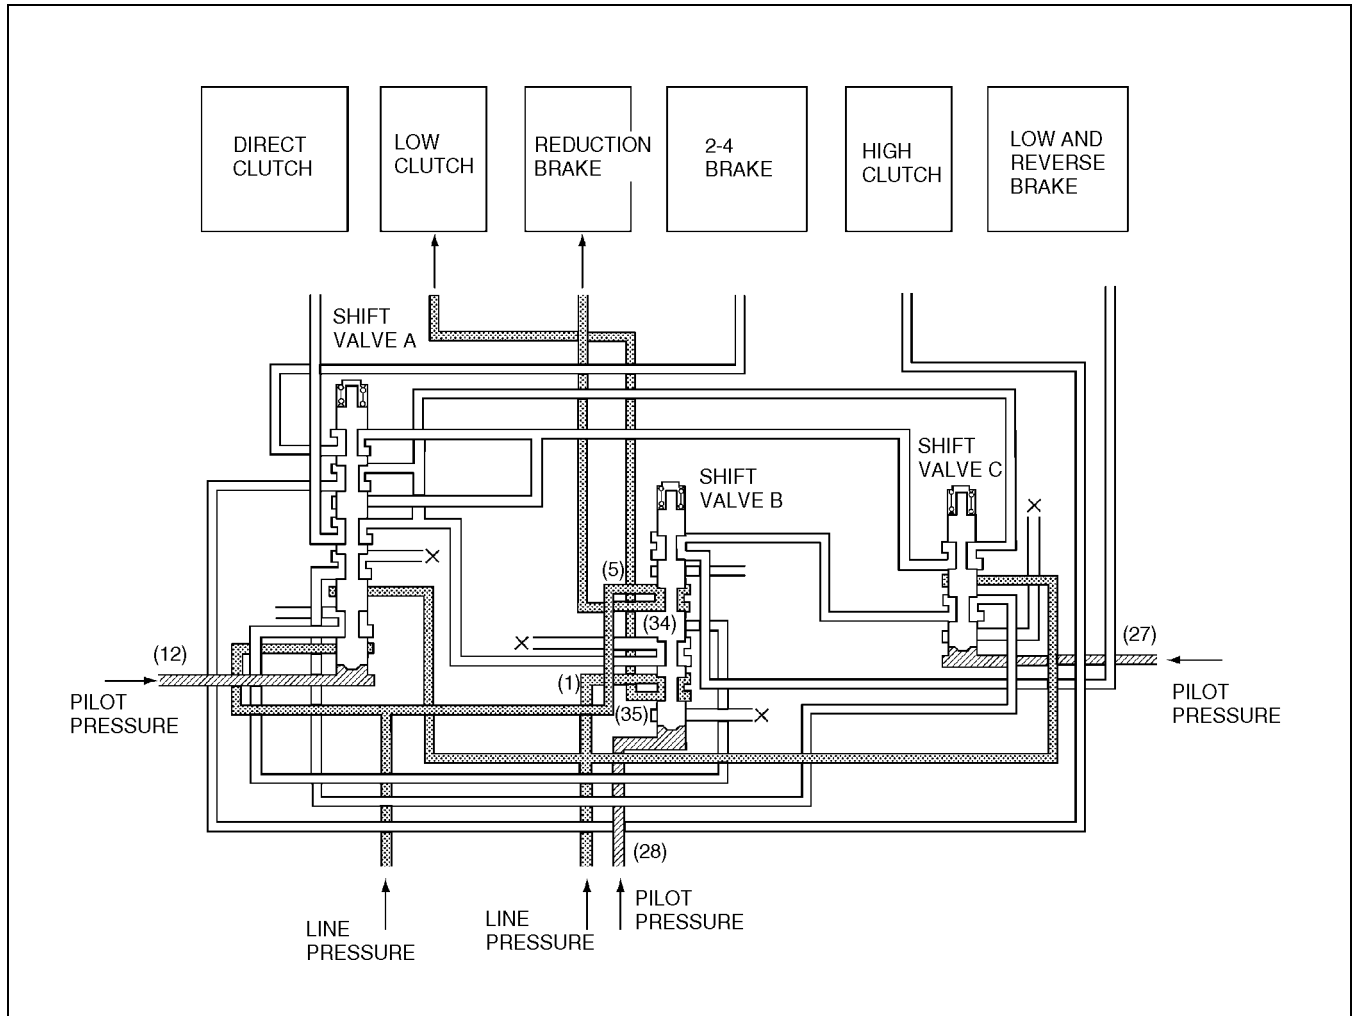 DIRECT
CLUTCH
LOW
CLUTCH
REDUCTION
BRAKE
2-4
BRAKE
HIGH
CLUTCH
LOW AND
REVERSE
BRAKE
SHIFT
VALVE A
SHIFT
VALVE B
SHIFT
VALVE C
(5)
(34)
(12)
(27)
(1)
(35)
PILOT
PRESSURE
PILOT
PRESSURE
(28)
LINE
PRESSURE
LINE
PRESSURE
PILOT
PRESSURE